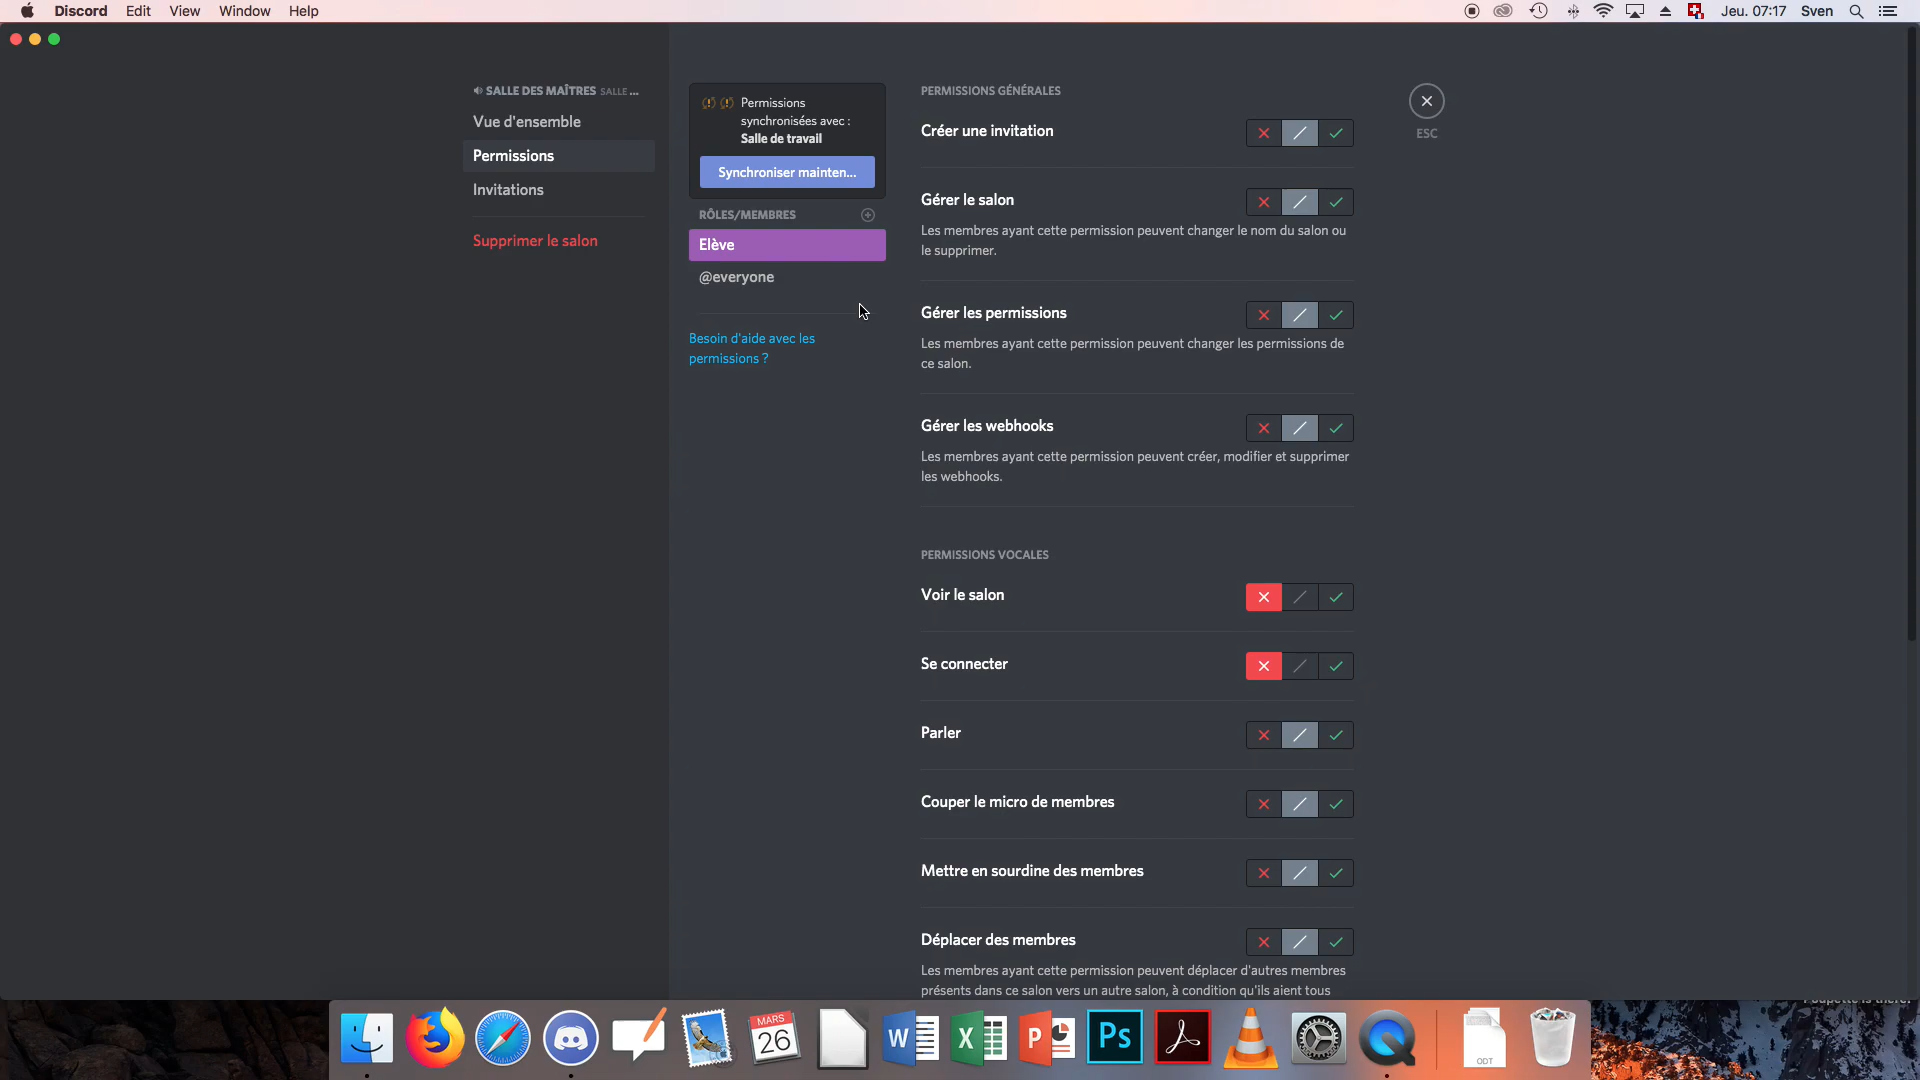 Discord Edit View Window Help
Jeu. 07:17 Sven
SALLE DES MAÎTRES SALLE ...
Vue d'ensemble
Permissions
Invitations
Supprimer le salon
Permissions
synchronisées avec :
Salle de travail
Synchroniser mainten...
RÔLES/MEMBRES
Elève
@everyone
Besoin d'aide avec les
permissions ?
PERMISSIONS GÉNÉRALES
Créer une invitation
Gérer le salon
Les membres ayant cette permission peuvent changer le nom du salon ou
le supprimer.
Gérer les permissions
Les membres ayant cette permission peuvent changer les permissions de
ce salon.
Gérer les webhooks
Les membres ayant cette permission peuvent créer, modifier et supprimer
les webhooks.
PERMISSIONS VOCALES
Voir le salon
Se connecter
Parler
Couper le micro de membres
Mettre en sourdine des membres
Déplacer des membres
Les membres ayant cette permission peuvent déplacer d'autres membres
présents dans ce salon vers un autre salon, à condition qu'ils aient tous
ESC
MARS
26
W
X
P
Ps
ODT